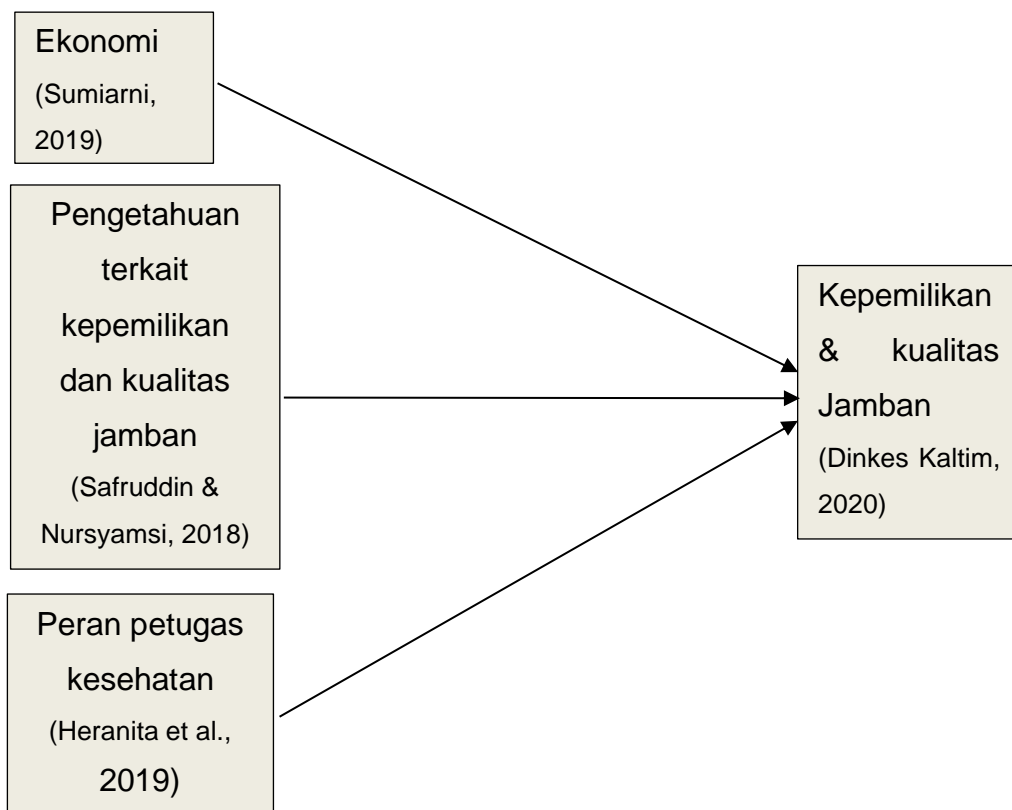 Ekonomi
(Sumiarni,
2019)
Pengetahuan
terkait
kepemilikan
dan kualitas
jamban
(Safruddin &
Nursyamsi, 2018)
Peran petugas
kesehatan
(Heranita et al.,
2019)
Kepemilikan
& kualitas
Jamban
(Dinkes Kaltim,
2020)